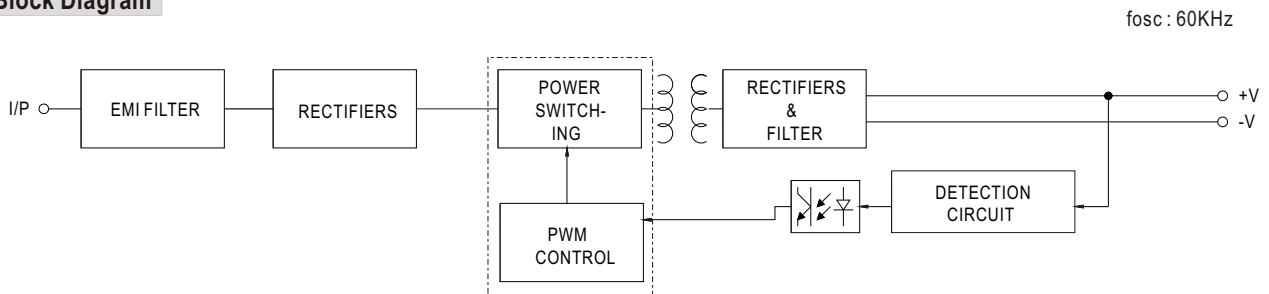 Block Diagram
fosc : 60KHz
I/P
EMI FILTER
RECTIFIERS
POWER
SWITCH-
ING
RECTIFIERS
&
FILTER
+V
-V
DETECTION
CIRCUIT
PWM
CONTROL